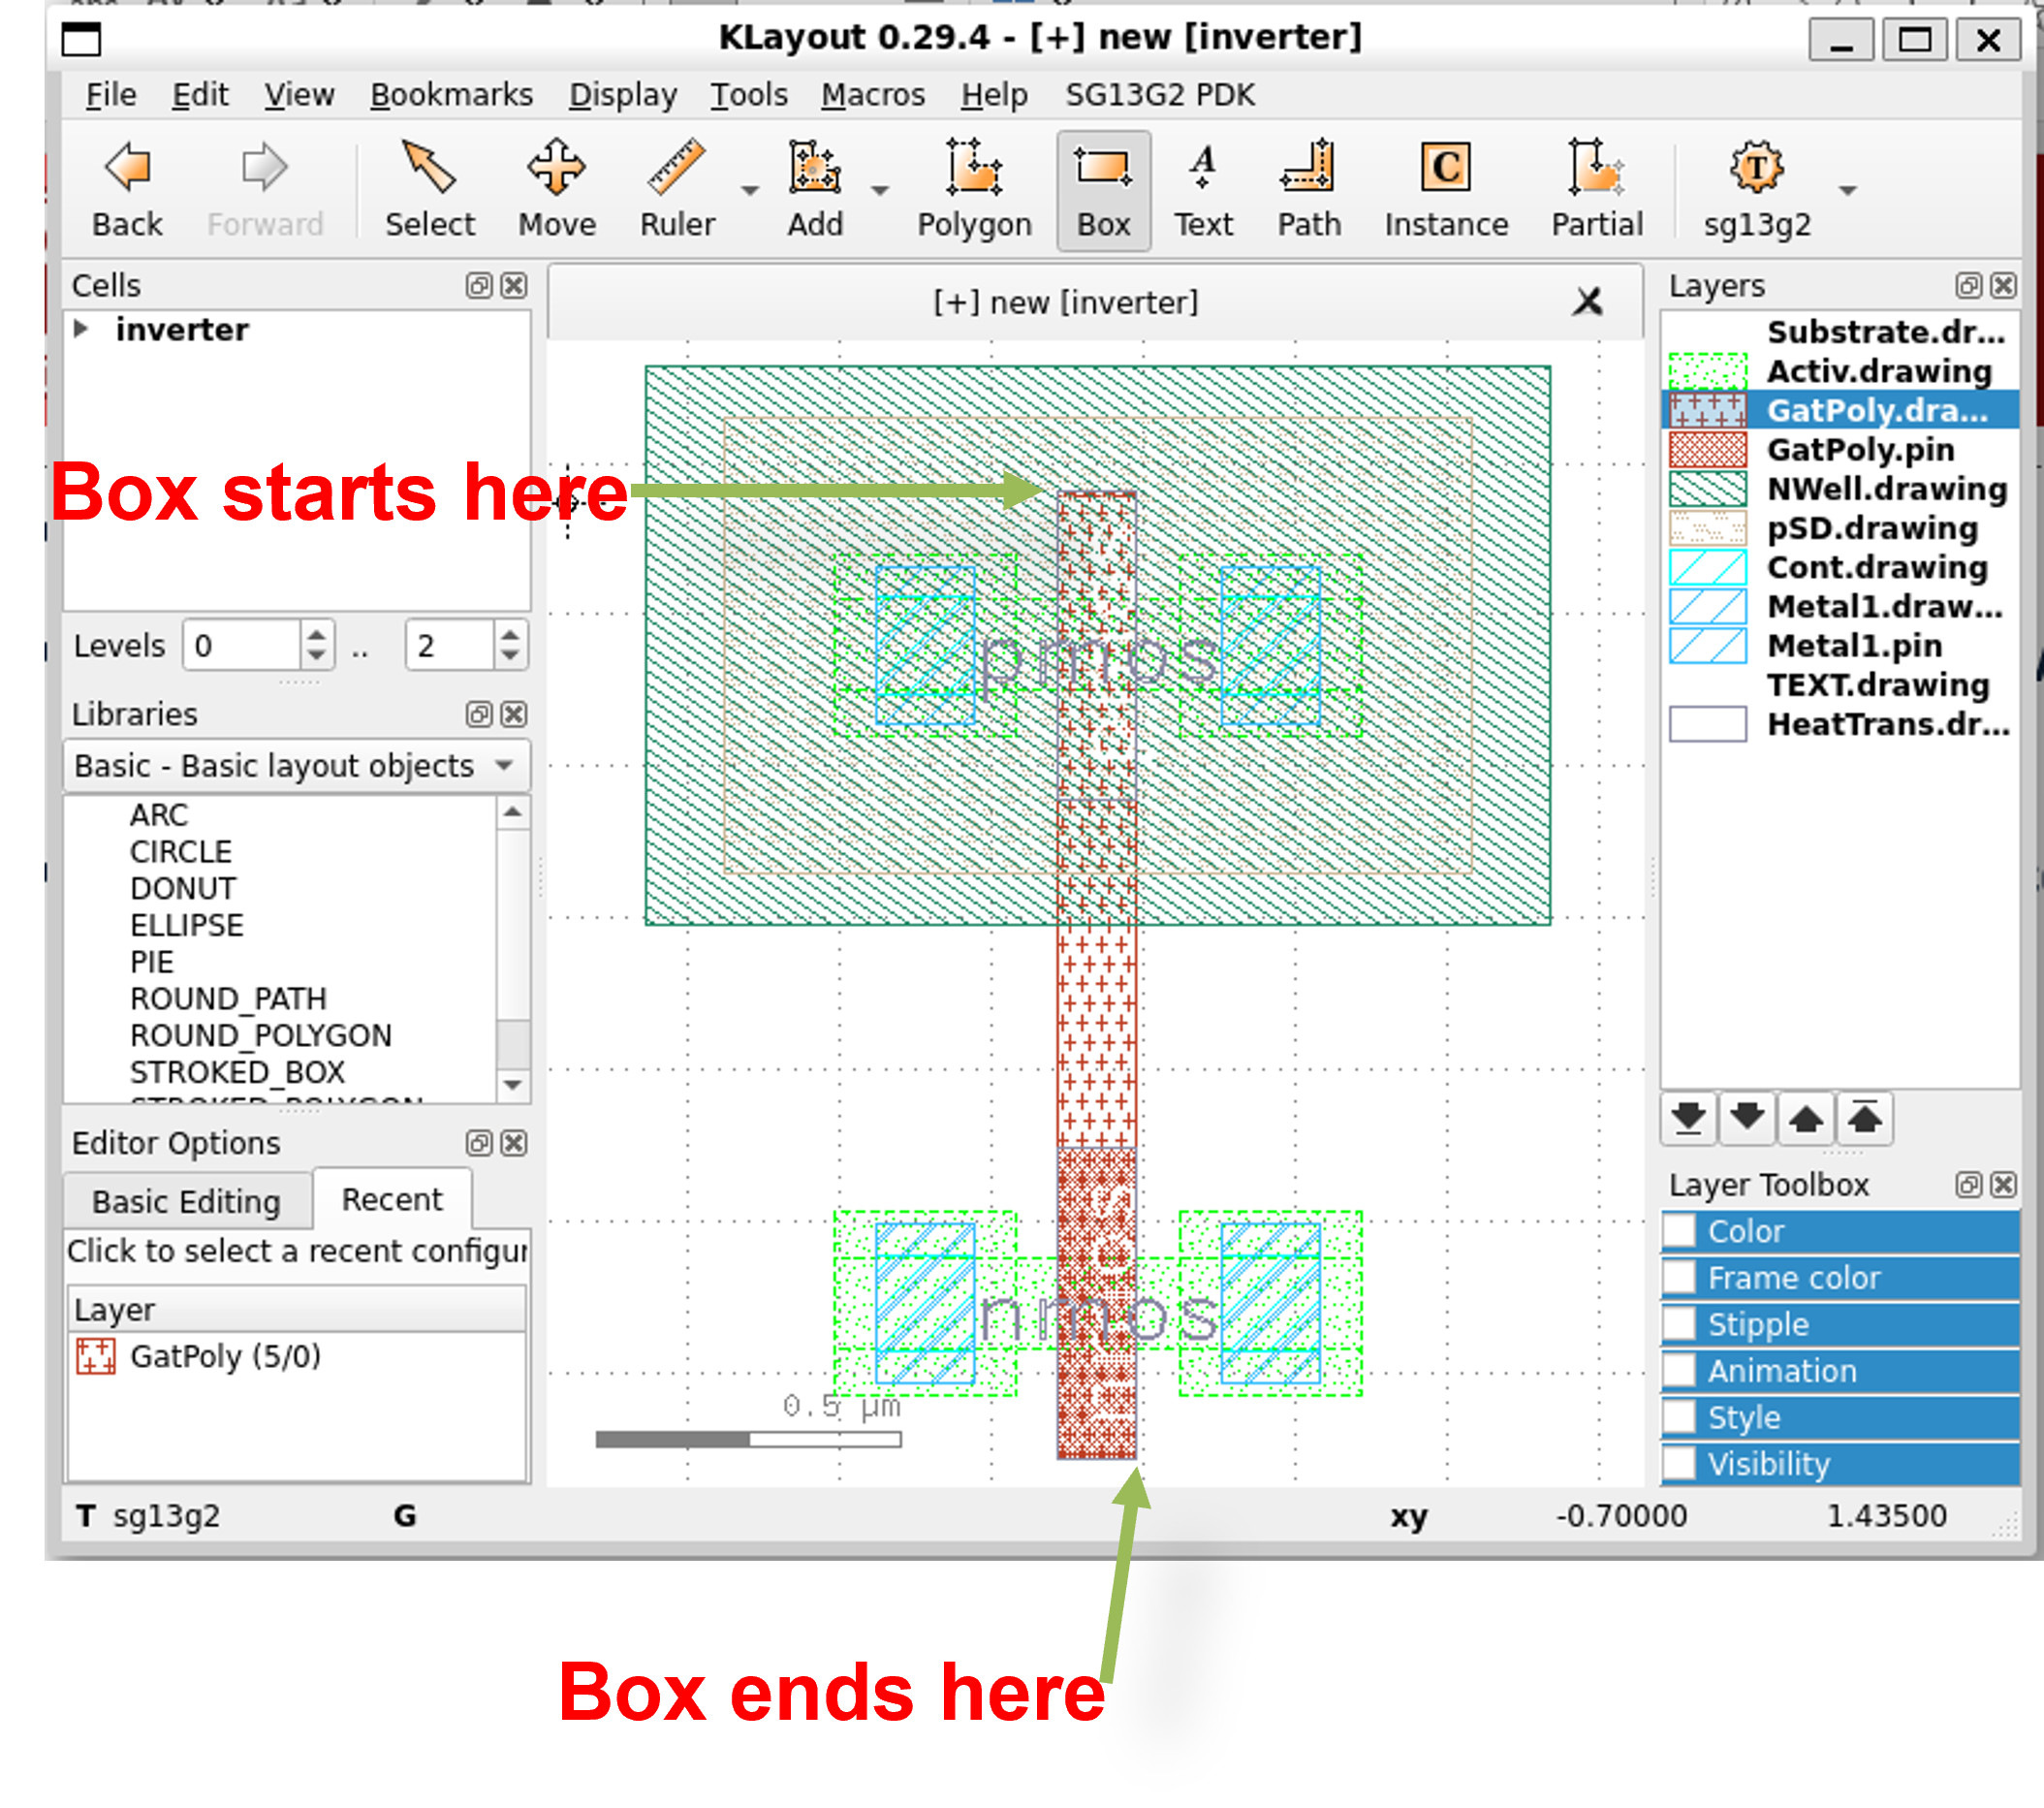 KLayout 0.29.4 - [+] new [inverter]
File Edit View Bookmarks Display Tools Macros Help SG13G2 PDK
Back Forward Select Move Ruler Add Polygon Box Text Path Instance Partial sg13g2
Cells
[+] new [inverter]
Layers
inverter
Substrate.dr...
Activ.drawing
GatPoly.dra...
GatPoly.pin
NWell.drawing
pSD.drawing
Cont.drawing
Metal1.draw...
Metal1.pin
TEXT.drawing
HeatTrans.dr...
Box starts here
pmos
Levels 0 .. 2
Libraries
Basic - Basic layout objects
ARC
CIRCLE
DONUT
ELLIPSE
PIE
ROUND_PATH
ROUND_POLYGON
STROKED_BOX
Editor Options
Basic Editing Recent
Click to select a recent configur
Layer
GatPoly (5/0)
nmos
0.5 µm
Layer Toolbox
Color
Frame color
Stipple
Animation
Style
Visibility
T sg13g2 G xy -0.70000 1.43500
Box ends here